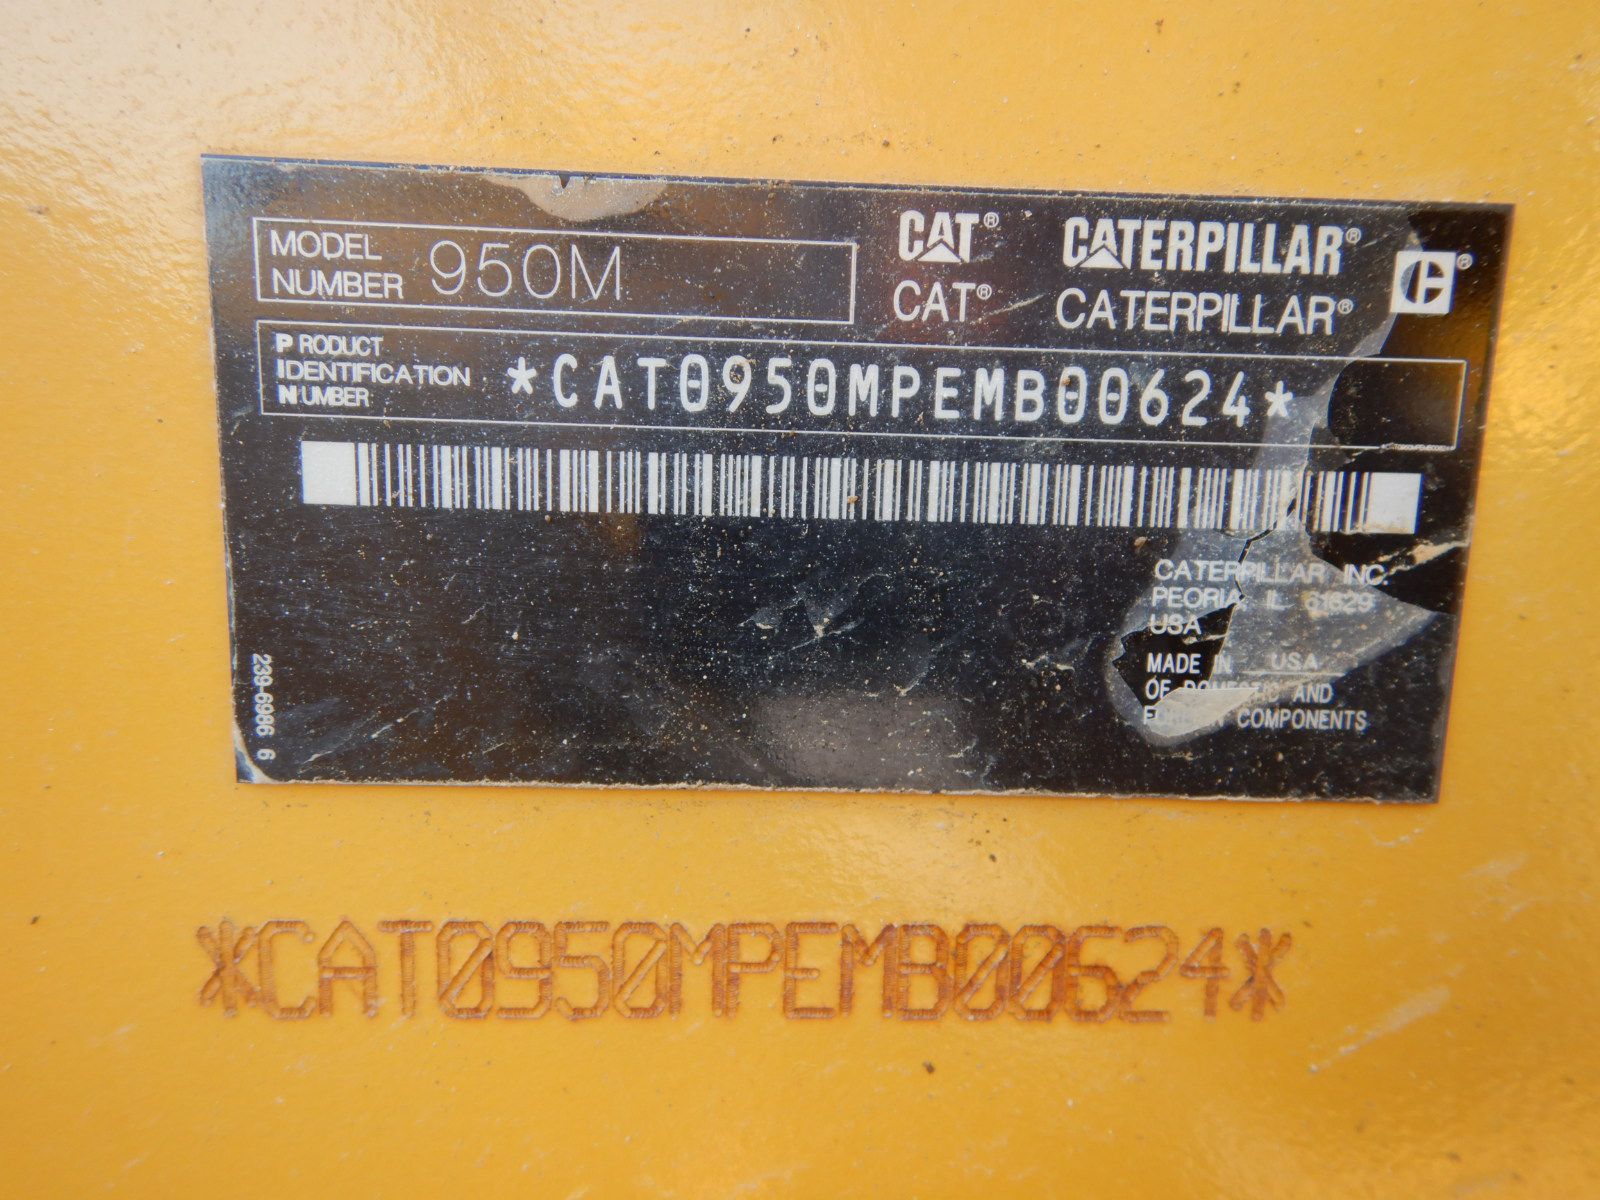 MODEL NUMBER 950M
CAT® CATERPILLAR®
CAT® CATERPILLAR®
PRODUCT IDENTIFICATION NUMBER *CAT0950MPEMB00624*
CATERPILLAR INC.
PEORIA, IL 61629
USA
MADE IN USA
OF DOMESTIC AND
FOREIGN COMPONENTS
239-6986 6
*CAT0950MPEMB00624*